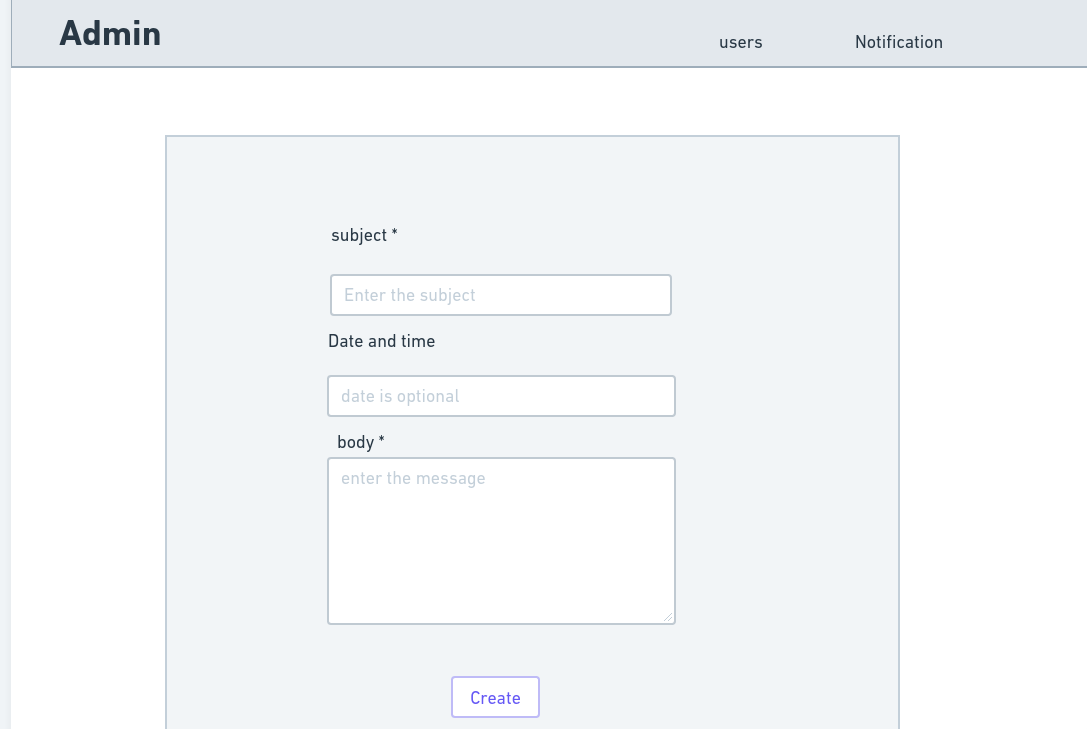 Admin
users
Notification
subject *
Enter the subject
Date and time
date is optional
body *
enter the message
Create